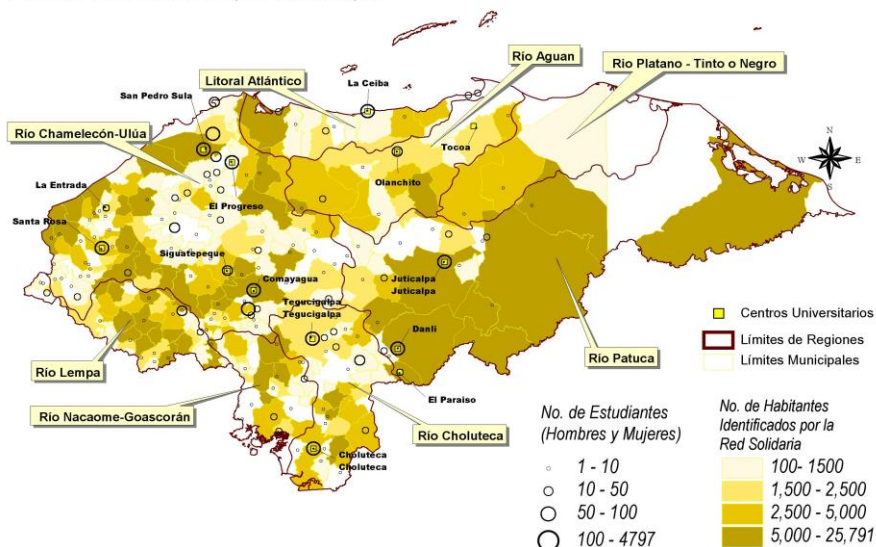 Río Aguan
Río Platano - Tinto o Negro
Litoral Atlántico
La Ceiba
San Pedro Sula
Río Chamelecón-Ulúa
Tocoa
N
W E
S
Olanchito
La Entrada
El Progreso
Santa Rosa
Siguatepeque
Comayagua
Juticalpa
Juticalpa
Tegucigalpa
Tegucigalpa
Danlí
Río Lempa
Río Patuca
El Paraiso
Río Nacaome-Goascorán
Río Choluteca
Choluteca
Choluteca
Centros Universitarios
Límites de Regiones
Límites Municipales
No. de Estudiantes
(Hombres y Mujeres)
1 - 10
10 - 50
50 - 100
100 - 4797
No. de Habitantes
Identificados por la
Red Solidaria
100- 1500
1,500 - 2,500
2,500 - 5,000
5,000 - 25,791